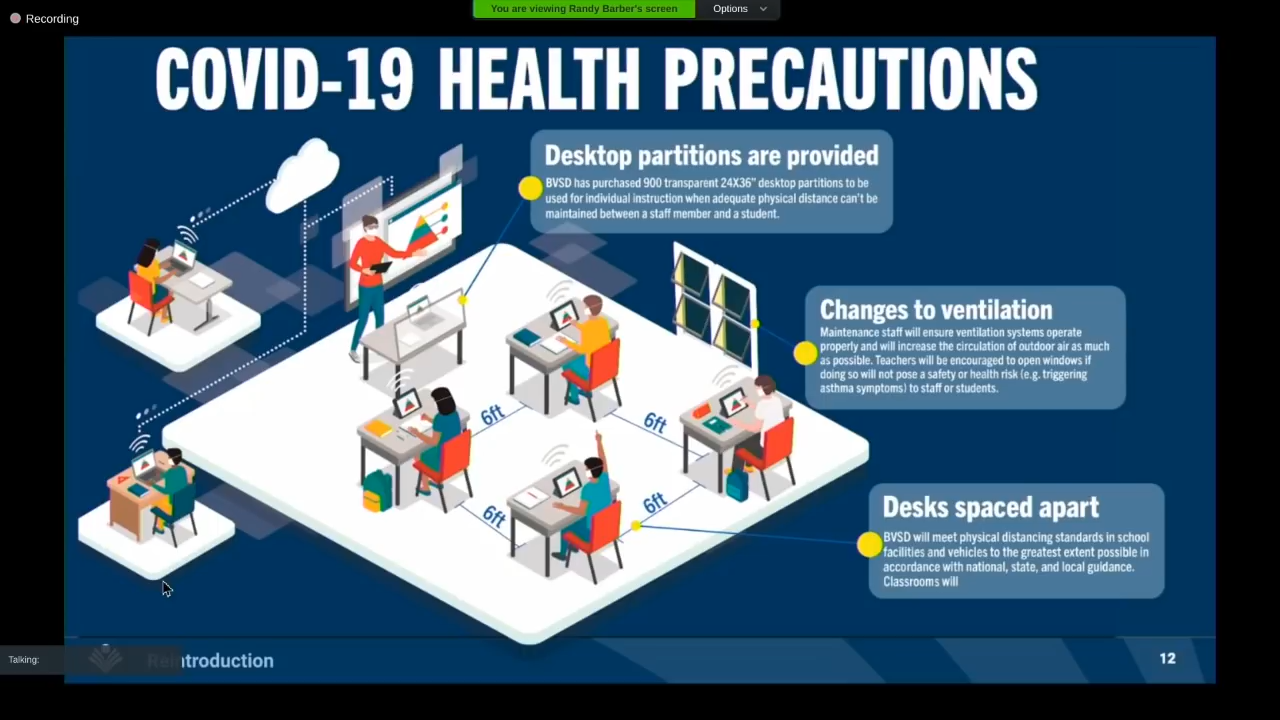 Recording
You are viewing Randy Barber's screen
Options
COVID-19 HEALTH PRECAUTIONS
Desktop partitions are provided
BVSD has purchased 900 transparent 24X36" desktop partitions to be
used for individual instruction when adequate physical distance can't be
maintained between a staff member and a student.
Changes to ventilation
Maintenance staff will ensure ventilation systems operate
properly and will increase the circulation of outdoor air as much
as possible. Teachers will be encouraged to open windows if
doing so will not pose a safety or health risk (e.g. triggering
asthma symptoms) to staff or students.
6ft
6ft
6ft
6ft
Desks spaced apart
BVSD will meet physical distancing standards in school
facilities and vehicles to the greatest extent possible in
accordance with national, state, and local guidance.
Classrooms will
Talking:
Reintroduction
12